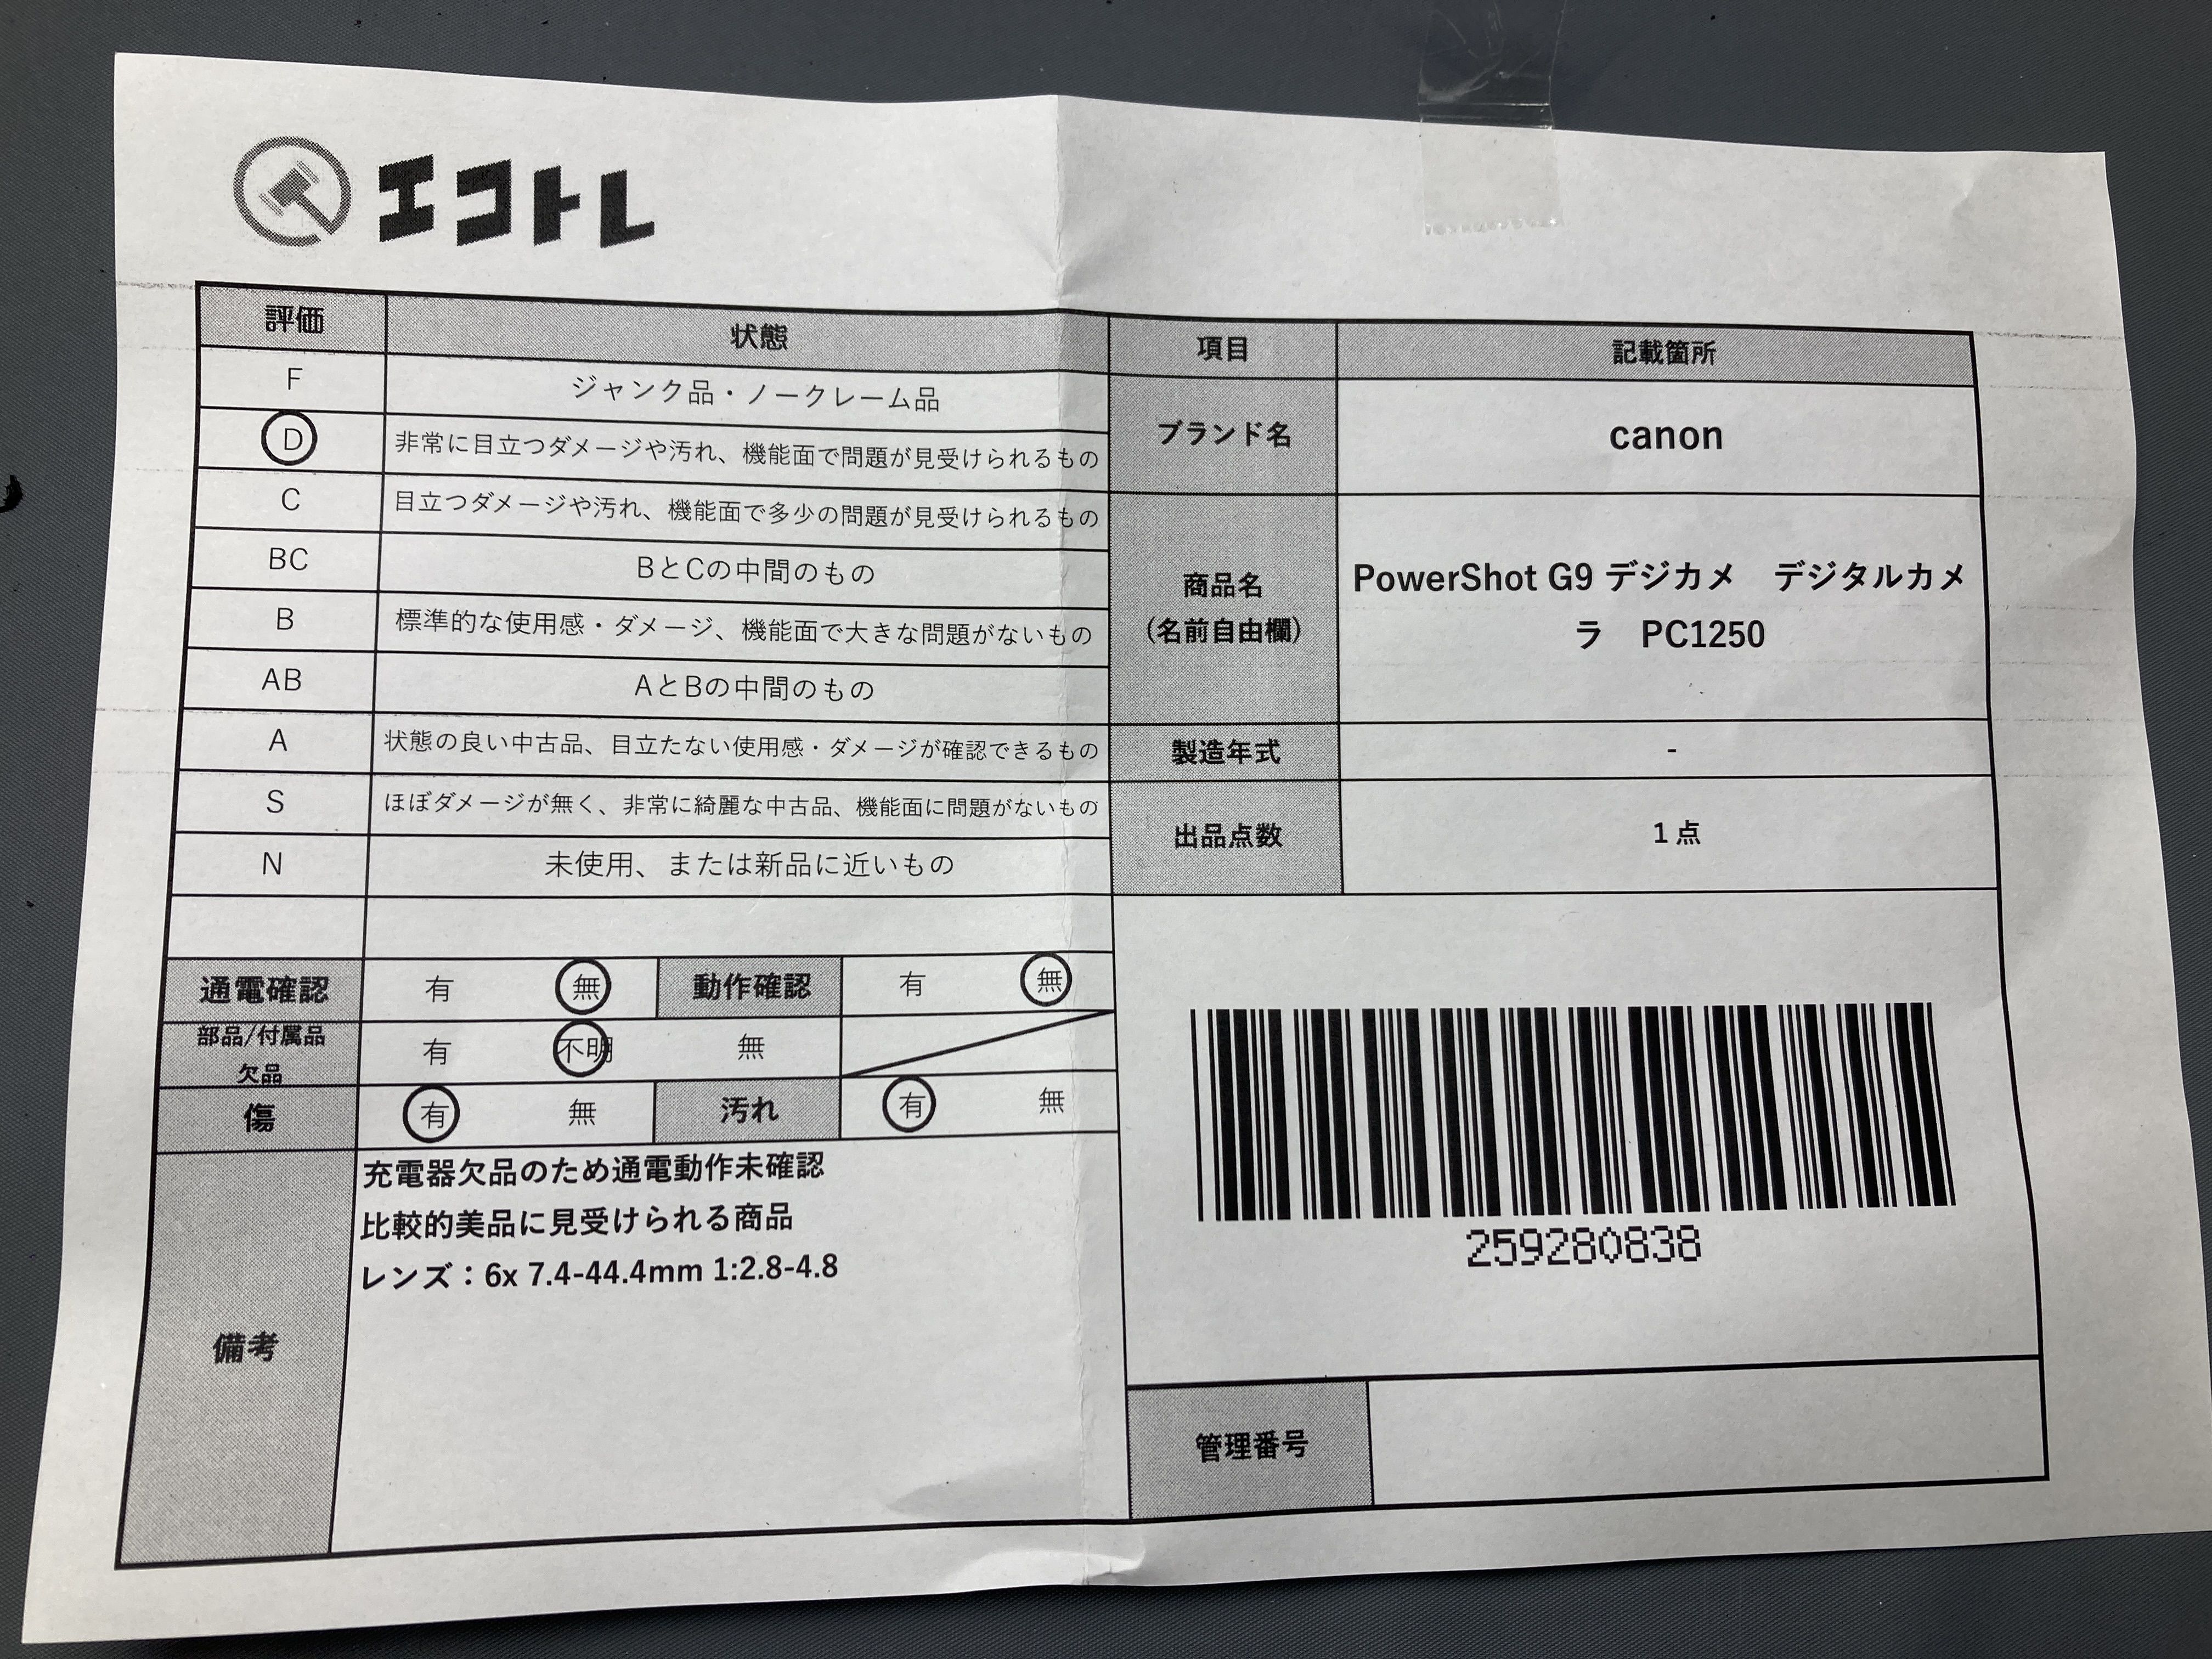 エコトレ
評価 状態
F ジャンク品・ノークレーム品
D 非常に目立つダメージや汚れ、機能面で問題が見受けられるもの
C 目立つダメージや汚れ、機能面で多少の問題が見受けられるもの
BC BとCの中間のもの
B 標準的な使用感・ダメージ、機能面で大きな問題がないもの
AB AとBの中間のもの
A 状態の良い中古品、目立たない使用感・ダメージが確認できるもの
S ほぼダメージが無く、非常に綺麗な中古品、機能面に問題がないもの
N 未使用、または新品に近いもの
通電確認 有 無 動作確認 有 無
部品/付属品
欠品 有 不明 無
傷 有 無 汚れ 有 無
備考
充電器欠品のため通電動作未確認
比較的美品に見受けられる商品
レンズ：6x 7.4-44.4mm 1:2.8-4.8
項目 記載箇所
ブランド名 canon
商品名
(名前自由欄)
PowerShot G9 デジカメ　デジタルカメ
ラ　PC1250
製造年式 -
出品点数 1 点
259280838
管理番号